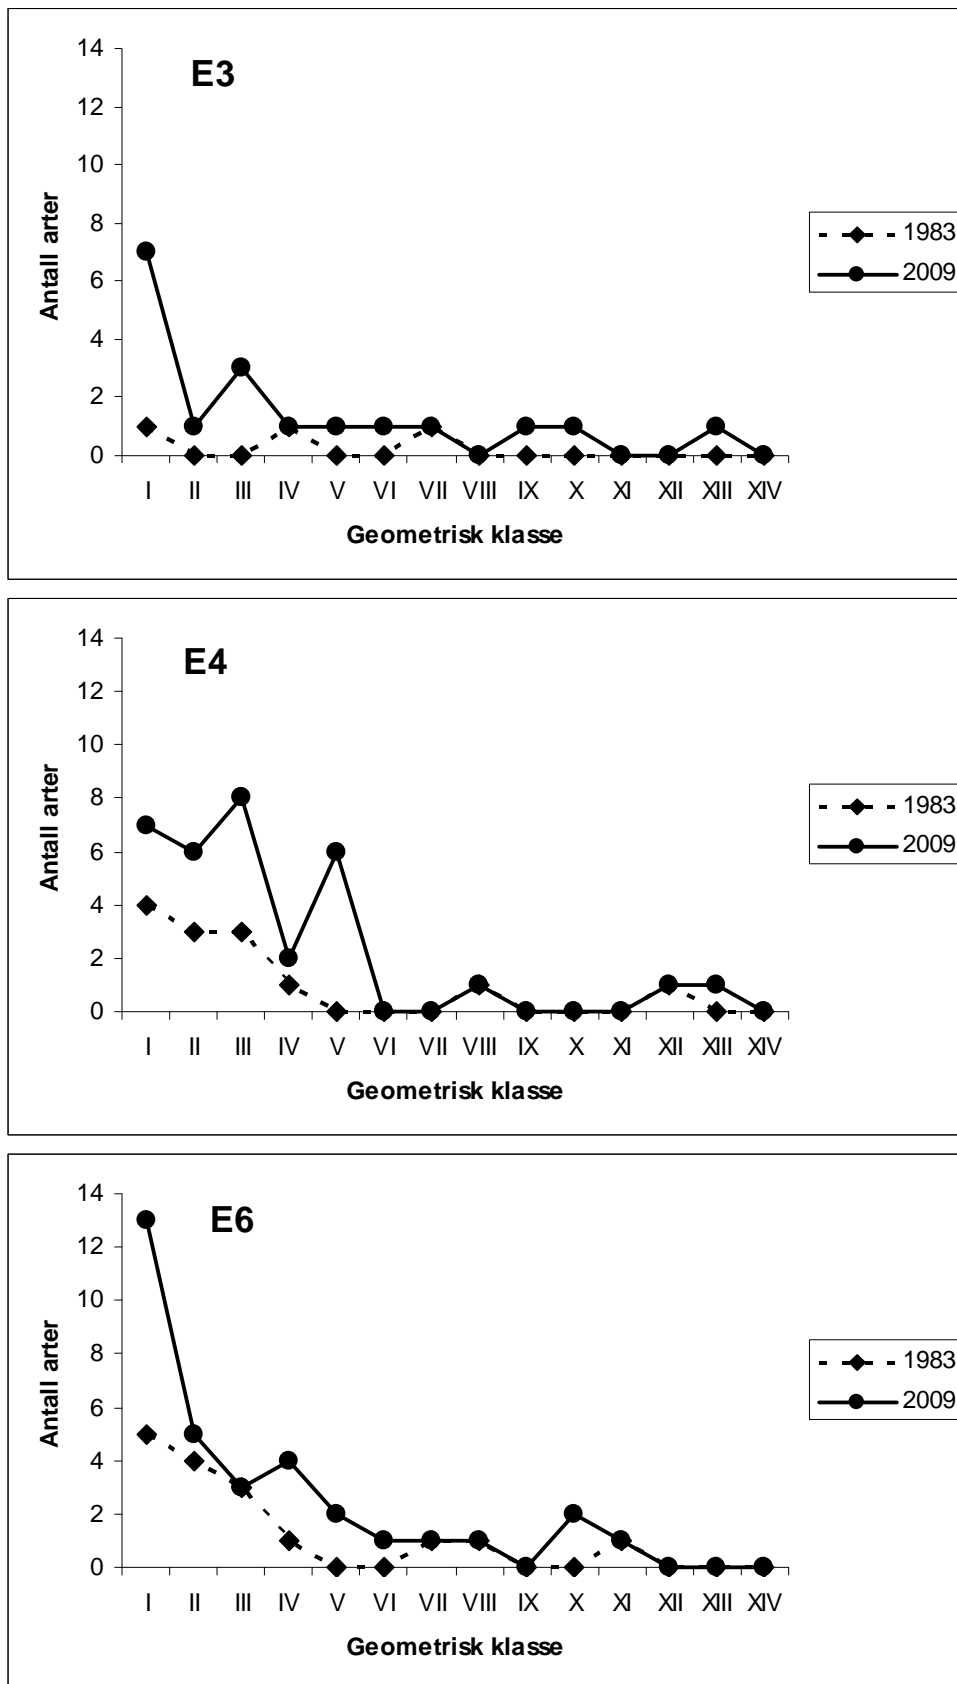 E3
14
12
10
8
6
4
2
0
Antall arter
I II III IV V VI VII VIII IX X XI XII XIII XIV
Geometrisk klasse
1983
2009
E4
14
12
10
8
6
4
2
0
Antall arter
I II III IV V VI VII VIII IX X XI XII XIII XIV
Geometrisk klasse
1983
2009
E6
14
12
10
8
6
4
2
0
Antall arter
I II III IV V VI VII VIII IX X XI XII XIII XIV
Geometrisk klasse
1983
2009